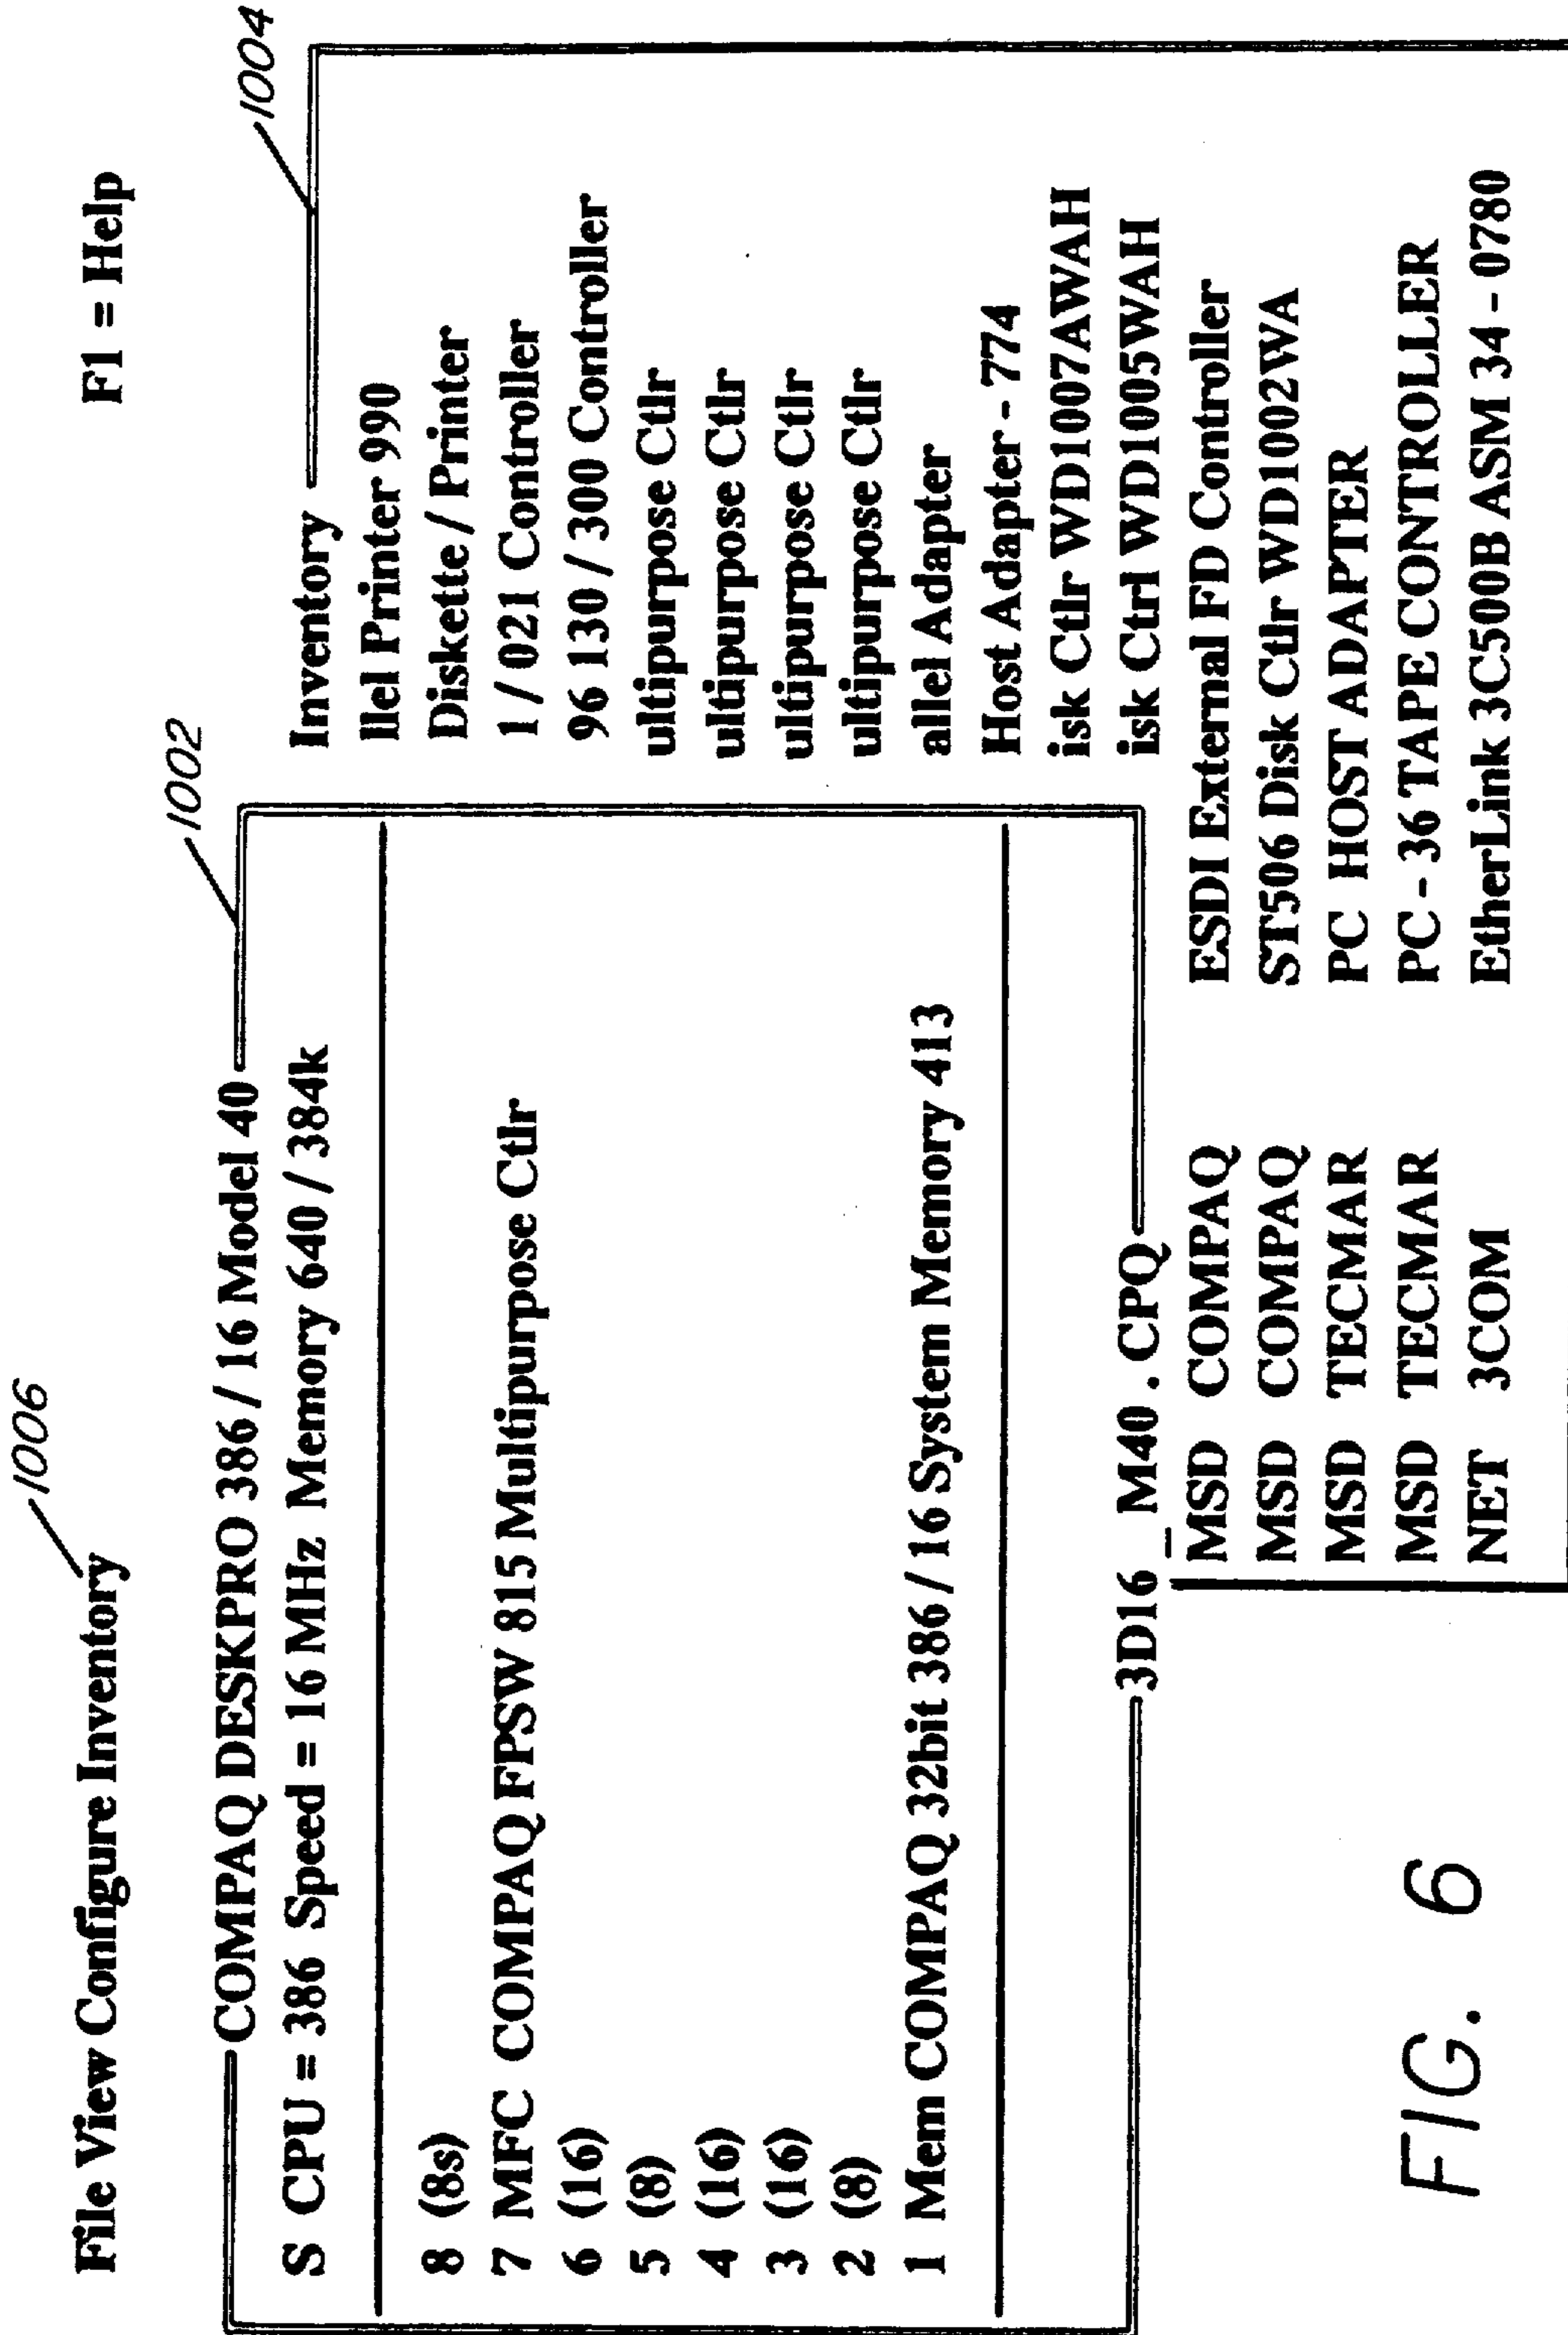 1006
File View Configure Inventory
F1 = Help
1002
1004
COMPAQ DESKPRO 386 / 16 Model 40
S CPU = 386 Speed = 16 MHz Memory 640 / 384k
8 (8s)
7 MFC COMPAQ FPSW 815 Multipurpose Ctlr
6 (16)
5 (8)
4 (16)
3 (16)
2 (8)
1 Mem COMPAQ 32bit 386 / 16 System Memory 413
3D16 _ M40 . CPQ
Inventory
llel Printer 990
Diskette / Printer
1 / 021 Controller
96 130 / 300 Controller
ultipurpose Ctlr
ultipurpose Ctlr
ultipurpose Ctlr
ultipurpose Ctlr
allel Adapter
Host Adapter - 774
isk Ctlr WD1007AWAH
isk Ctrl WD1005WAH
MSD COMPAQ ESDI External FD Controller
MSD COMPAQ ST506 Disk Ctlr WD1002WA
MSD TECMAR PC HOST ADAPTER
MSD TECMAR PC - 36 TAPE CONTROLLER
NET 3COM EtherLink 3C500B ASM 34 - 0780
FIG. 6